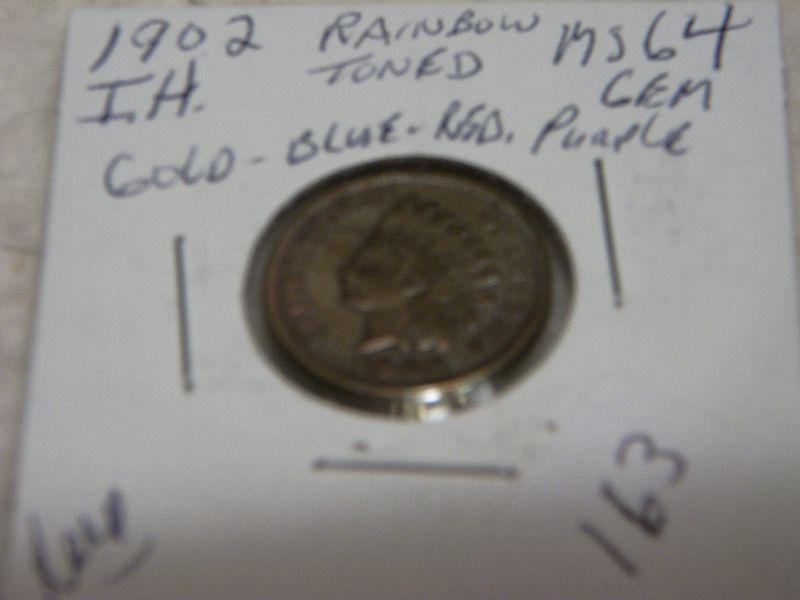 1902 RAINBOW MS64
I.H. TONED GEM
GOLD - BLUE - RED. PURPLE
163